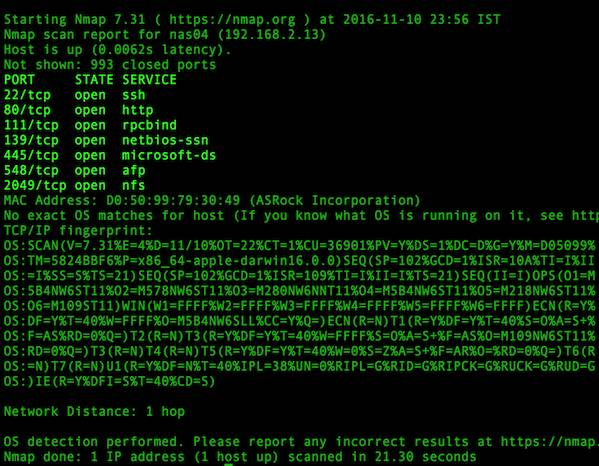 Starting Nmap 7.31 ( https://nmap.org ) at 2016-11-10 23:56 IST
Nmap scan report for nas04 (192.168.2.13)
Host is up (0.0062s latency).
Not shown: 993 closed ports
PORT STATE SERVICE
22/tcp open ssh
80/tcp open http
111/tcp open rpcbind
139/tcp open netbios-ssn
445/tcp open microsoft-ds
548/tcp open afp
2049/tcp open nfs
MAC Address: D0:50:99:79:30:49 (ASRock Incorporation)
No exact OS matches for host (If you know what OS is running on it, see http
TCP/IP fingerprint:
OS:SCAN(V=7.31%E=4%D=11/10%OT=22%CT=1%CU=36901%PV=Y%DS=1%DC=D%G=Y%M=D05099%
OS:TM=5824BBF6%P=x86_64-apple-darwin16.0.0)SEQ(SP=102%GCD=1%ISR=10A%TI=I%II
OS:=I%SS=S%TS=21)SEQ(SP=102%GCD=1%ISR=109%TI=I%II=I%TS=21)SEQ(II=I)OPS(O1=M
OS:5B4NW6ST11%O2=M578NW6ST11%O3=M280NW6NNT11%O4=M5B4NW6ST11%O5=M218NW6ST11%
OS:O6=M109ST11)WIN(W1=FFFF%W2=FFFF%W3=FFFF%W4=FFFF%W5=FFFF%W6=FFFF)ECN(R=Y%
OS:DF=Y%T=40%W=FFFF%O=M5B4NW6SLL%CC=Y%Q=)ECN(R=N)T1(R=Y%DF=Y%T=40%S=O%A=S+%
OS:F=AS%RD=0%Q=)T2(R=N)T3(R=Y%DF=Y%T=40%W=FFFF%S=O%A=S+%F=AS%O=M109NW6ST11%
OS:RD=0%Q=)T3(R=N)T4(R=N)T5(R=Y%DF=Y%T=40%W=0%S=Z%A=S+%F=AR%O=%RD=0%Q=)T6(R
OS:=N)T7(R=N)U1(R=Y%DF=N%T=40%IPL=38%UN=0%RIPL=G%RID=G%RIPCK=G%RUCK=G%RUD=G
OS:)IE(R=Y%DFI=S%T=40%CD=S)
Network Distance: 1 hop
OS detection performed. Please report any incorrect results at https://nmap.
Nmap done: 1 IP address (1 host up) scanned in 21.30 seconds